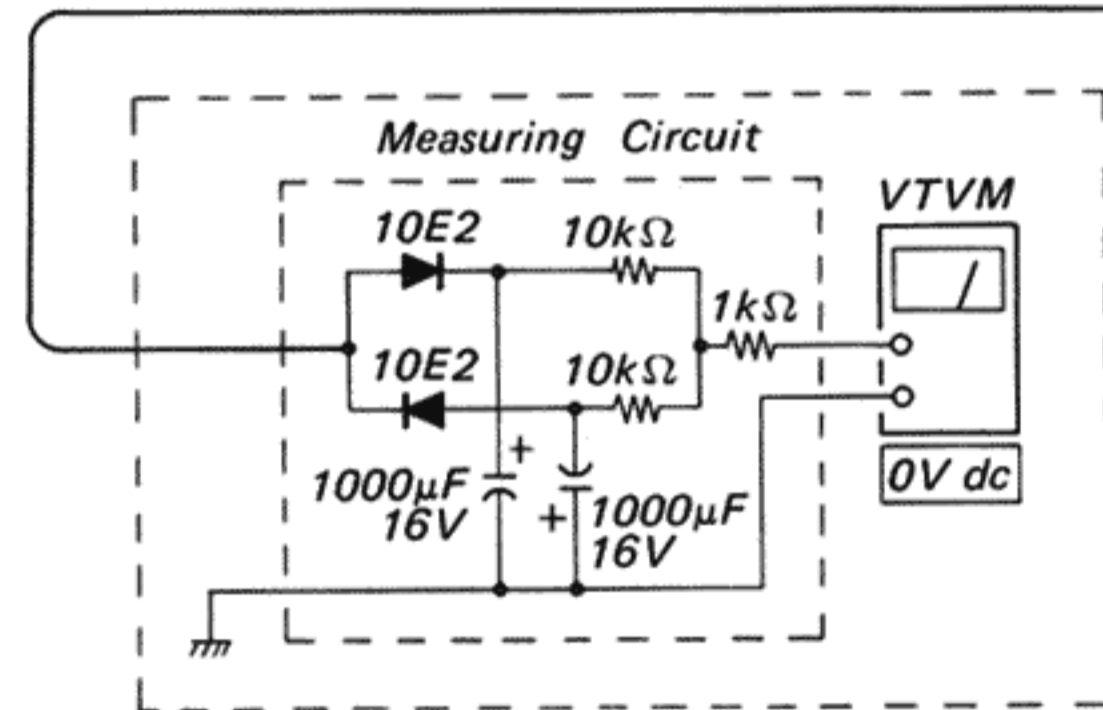 Measuring Circuit
VTVM
10E2
10kΩ
1kΩ
10E2
10kΩ
+
1000μF
16V
+
1000μF
16V
0V dc